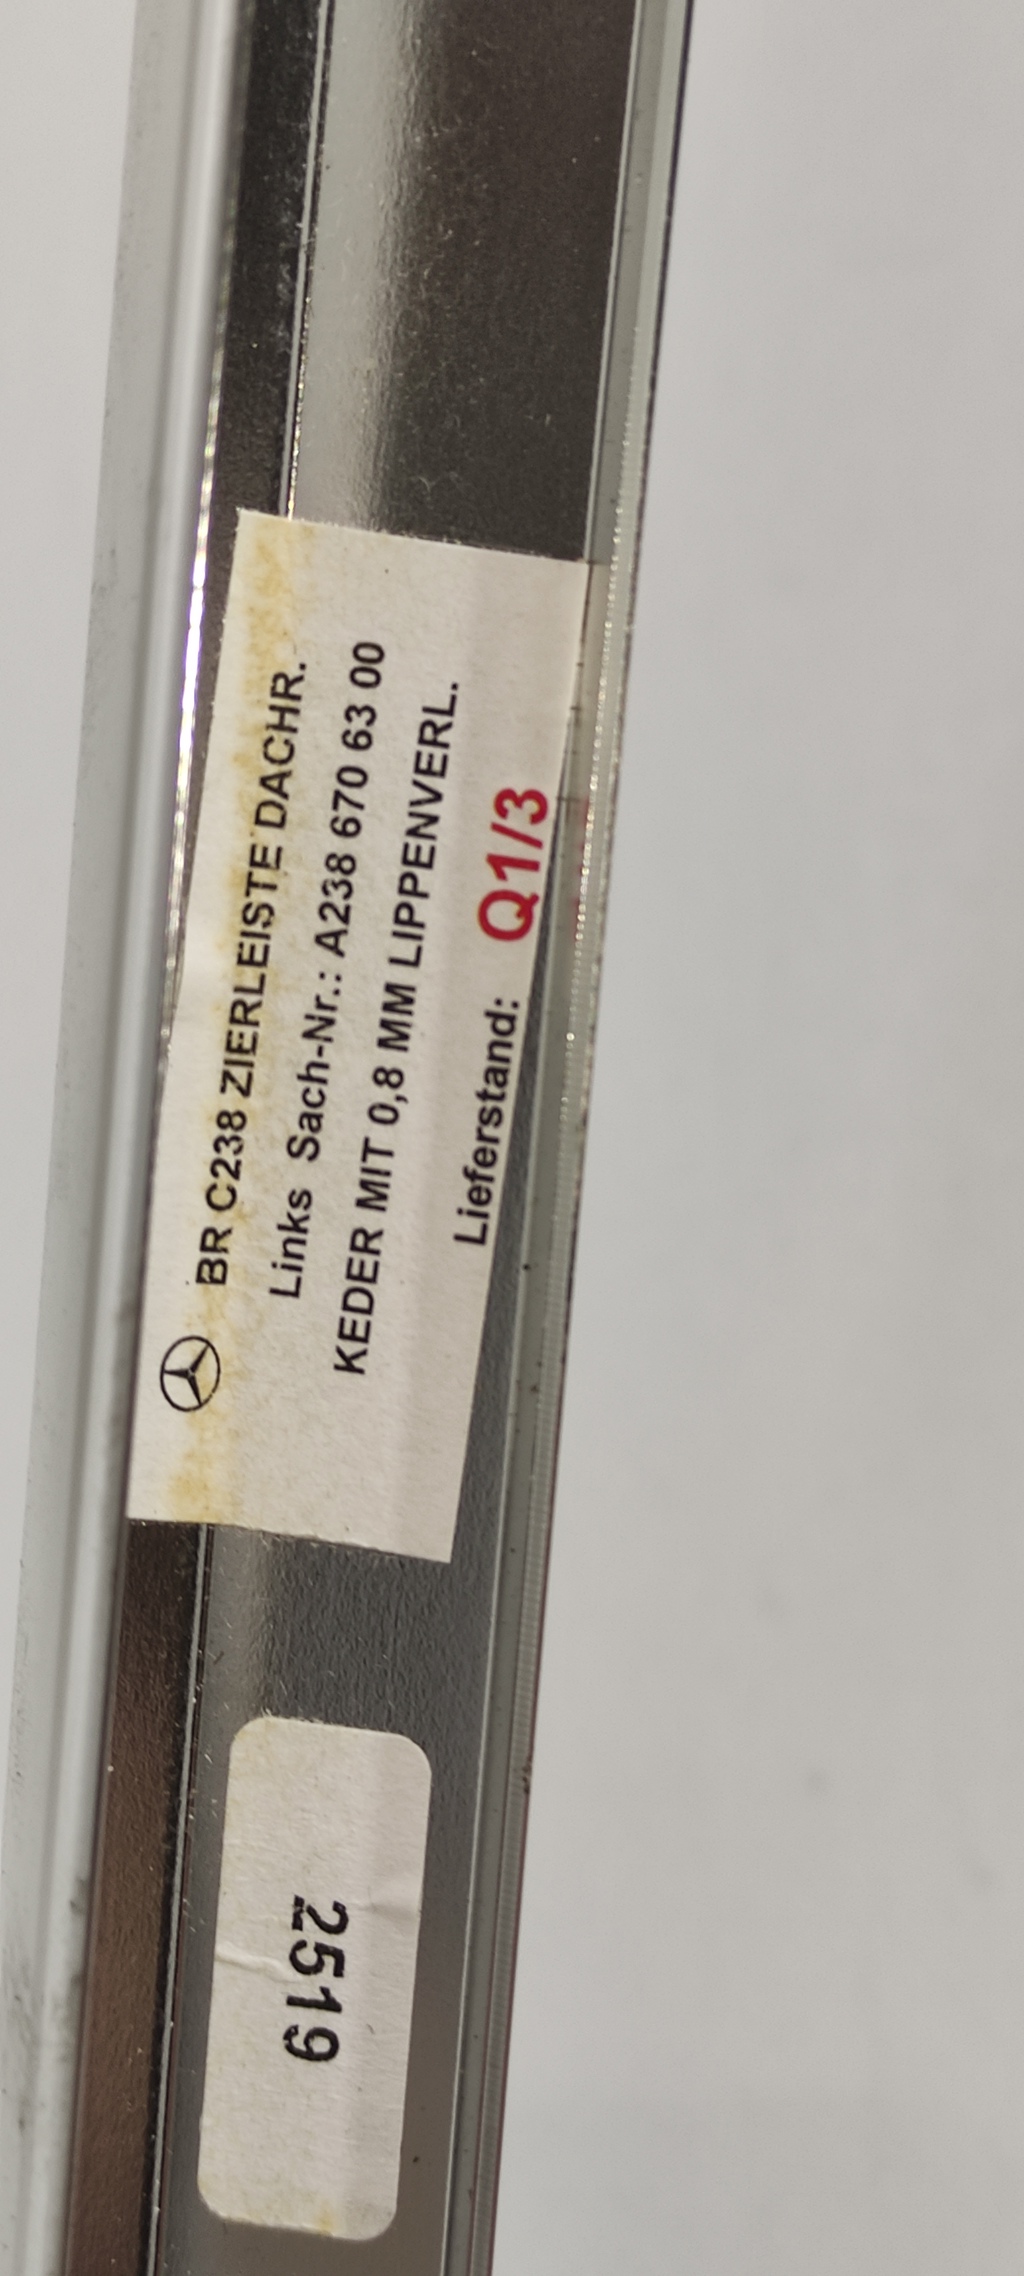 BR C238 ZIERLEISTE DACHR.
Links Sach-Nr.: A238 670 63 00
KEDER MIT 0,8 MM LIPPENVERL.
Lieferstand: Q1/3
2519